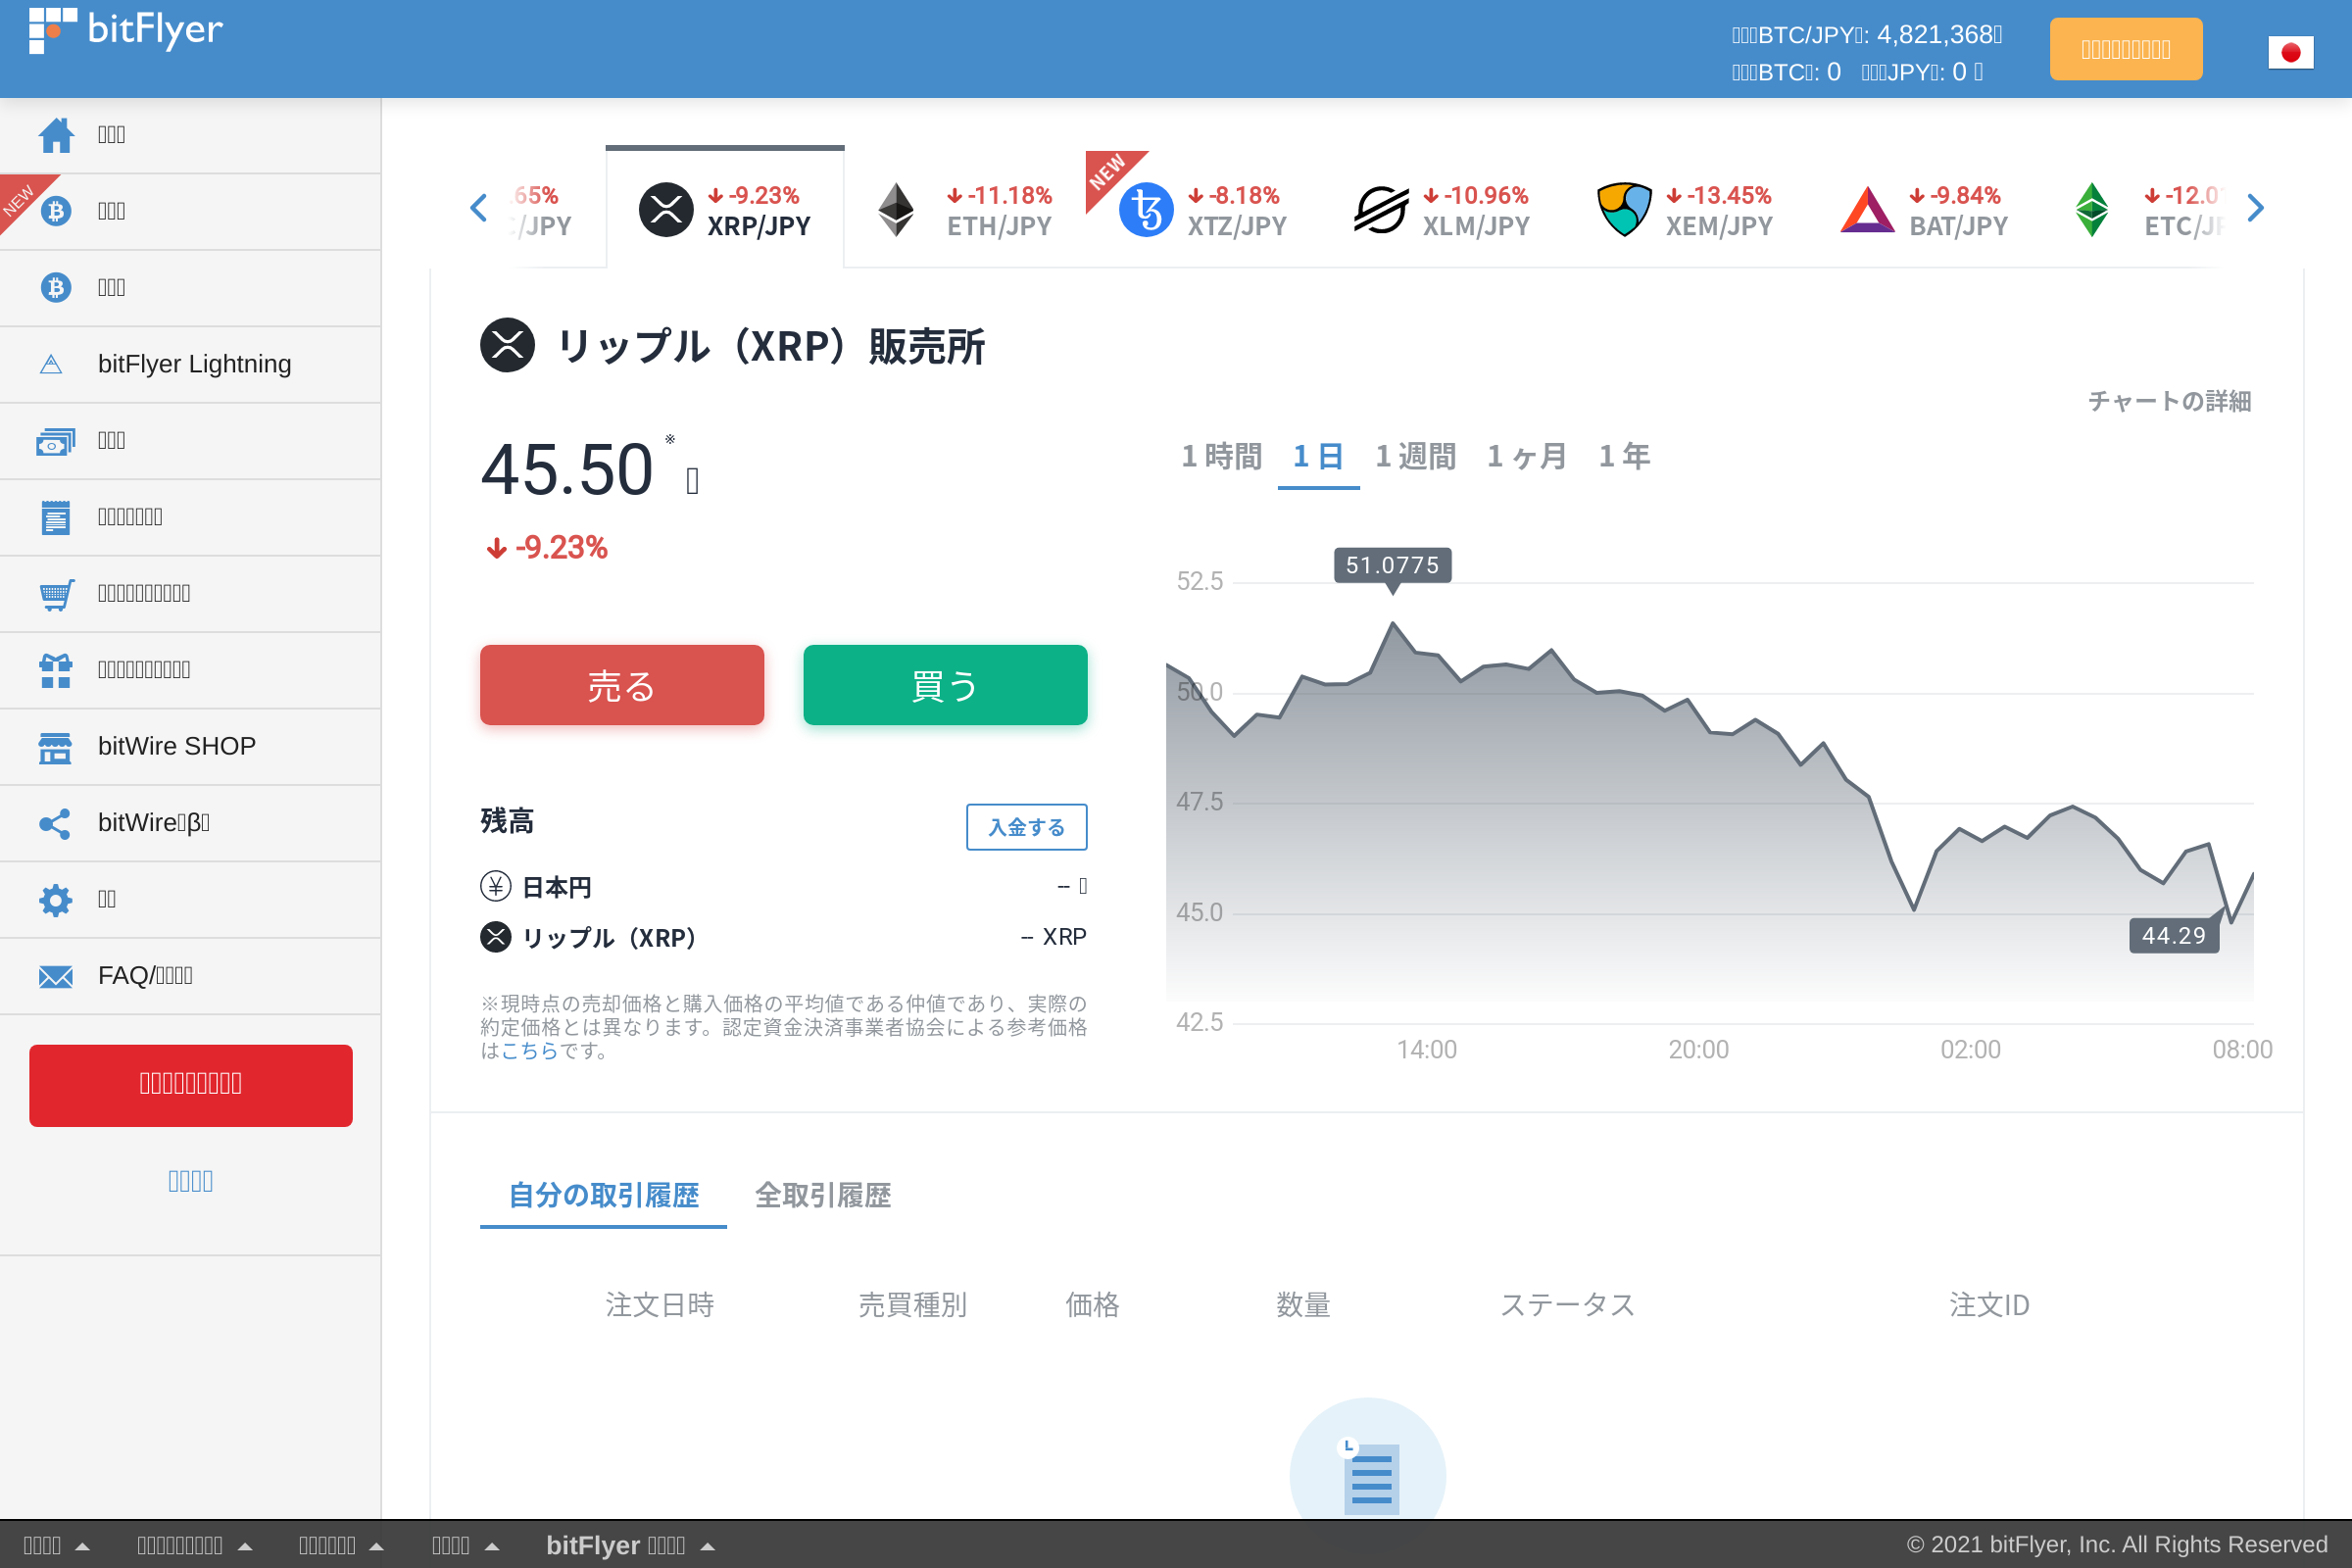 bitFlyer
BTC/JPY: 4,821,368
BTC: 0 JPY: 0
NEW
bitFlyer Lightning
bitWire SHOP
bitWire β
FAQ/
.65%
/JPY
-9.23%
XRP/JPY
-11.18%
ETH/JPY
NEW
-8.18%
XTZ/JPY
-10.96%
XLM/JPY
-13.45%
XEM/JPY
-9.84%
BAT/JPY
-12.0
ETC/J
リップル（XRP）販売所
チャートの詳細
45.50 ※
-9.23%
1 時間 1 日 1 週間 1 ヶ月 1 年
売る 買う
51.0775
52.5
50.0
47.5
45.0
42.5
44.29
14:00 20:00 02:00 08:00
残高 入金する
日本円 --
リップル（XRP） -- XRP
※現時点の売却価格と購入価格の平均値である仲値であり、実際の
約定価格とは異なります。認定資金決済事業者協会による参考価格
はこちらです。
自分の取引履歴 全取引履歴
注文日時 売買種別 価格 数量 ステータス 注文ID
bitFlyer
© 2021 bitFlyer, Inc. All Rights Reserved